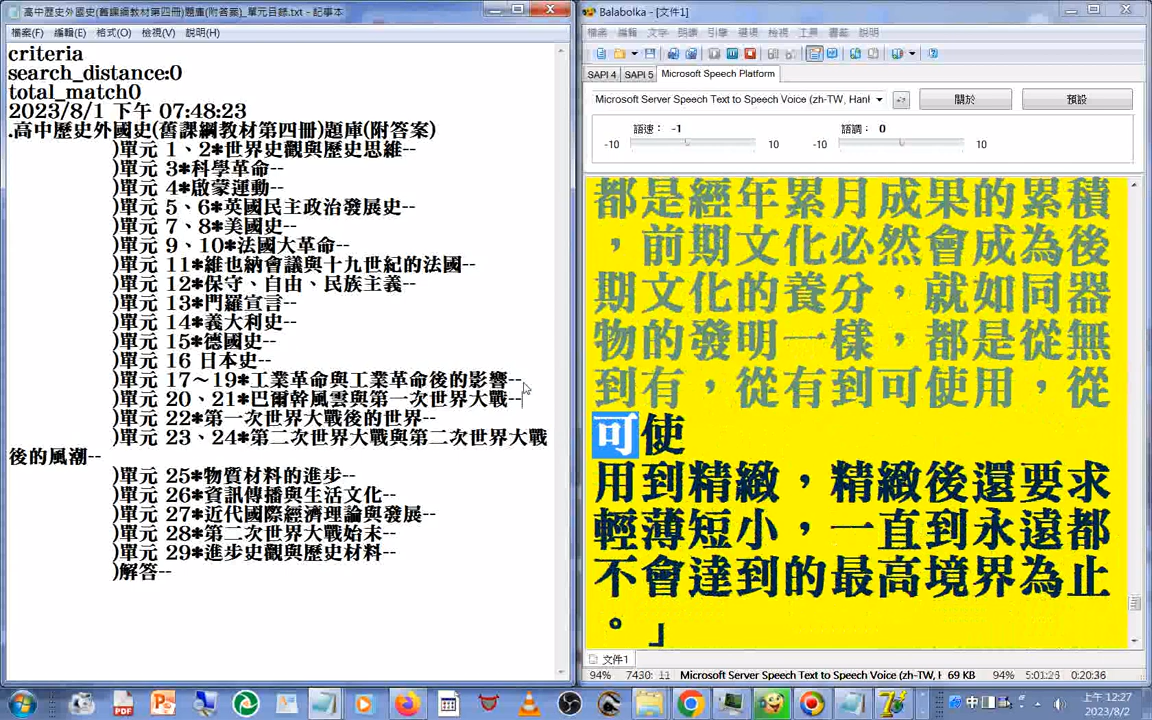 高中歷史外國史(舊課綱教材第四冊)題庫(附答案)_單元目錄.txt - 記事本
檔案(F) 編輯(E) 格式(O) 檢視(V) 說明(H)
criteria
search_distance:0
total_match0
2023/8/1 下午 07:48:23
.高中歷史外國史(舊課綱教材第四冊)題庫(附答案)
)單元 1、2*世界史觀與歷史思維--
)單元 3*科學革命--
)單元 4*啟蒙運動--
)單元 5、6*英國民主政治發展史--
)單元 7、8*美國史--
)單元 9、10*法國大革命--
)單元 11*維也納會議與十九世紀的法國--
)單元 12*保守、自由、民族主義--
)單元 13*門羅宣言--
)單元 14*義大利史--
)單元 15*德國史--
)單元 16 日本史--
)單元 17～19*工業革命與工業革命後的影響--
)單元 20、21*巴爾幹風雲與第一次世界大戰--
)單元 22*第一次世界大戰後的世界--
)單元 23、24*第二次世界大戰與第二次世界大戰
後的風潮--
)單元 25*物質材料的進步--
)單元 26*資訊傳播與生活文化--
)單元 27*近代國際經濟理論與發展--
)單元 28*第二次世界大戰始末--
)單元 29*進步史觀與歷史材料--
)解答--
Balabolka - [文件1]
檔案 編輯 文字 朗讀 引擎 選項 檢視 工具 書籤 說明
SAPI 4 SAPI 5 Microsoft Speech Platform
Microsoft Server Speech Text to Speech Voice (zh-TW, Hanl
關於 預設
語速： -1 語調： 0
-10 10 -10 10
都是經年累月成果的累積
，前期文化必然會成為後
期文化的養分，就如同器
物的發明一樣，都是從無
到有，從有到可使用，從
可使
用到精緻，精緻後還要求
輕薄短小，一直到永遠都
不會達到的最高境界為止
。」
文件1
94% 7430: 11 Microsoft Server Speech Text to Speech Voice (zh-TW, H 69 KB 94% 5:01:26 0:20:36
中
上午 12:27
2023/8/2